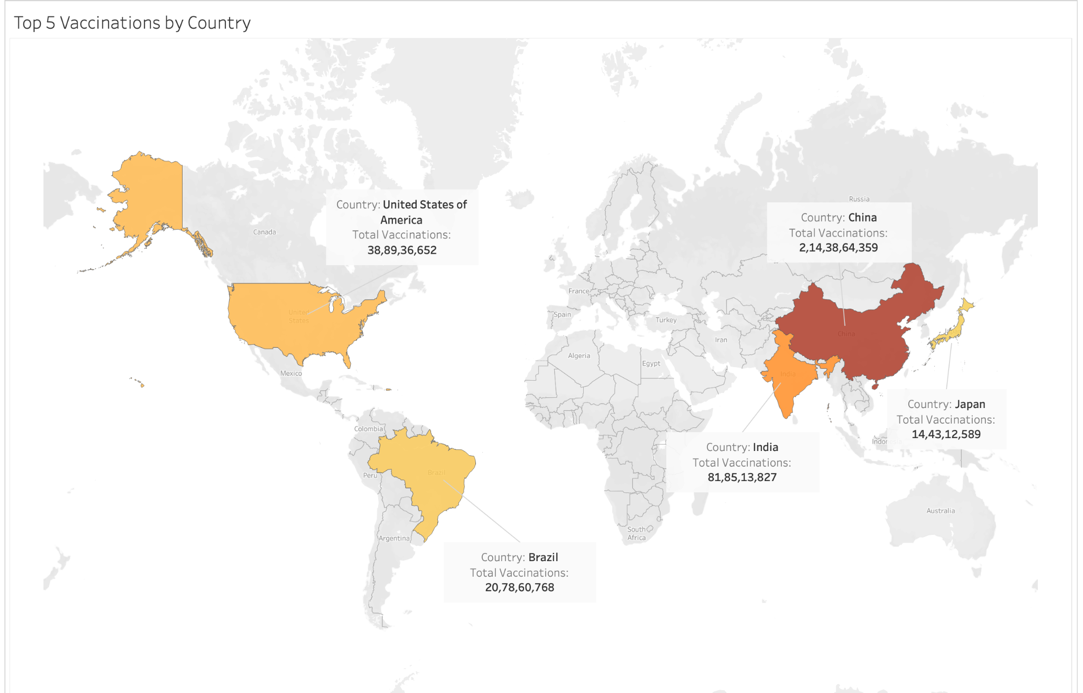 Top 5 Vaccinations by Country
Country: United States of
America
Total Vaccinations:
38,89,36,652
Country: China
Total Vaccinations:
2,14,38,64,359
Country: Japan
Total Vaccinations:
14,43,12,589
Country: India
Total Vaccinations:
81,85,13,827
Country: Brazil
Total Vaccinations:
20,78,60,768
Canada
Russia
France
Spain
Turkey
Iran
Algeria
Egypt
Mexico
Colombia
Peru
Argentina
South
Africa
Australia